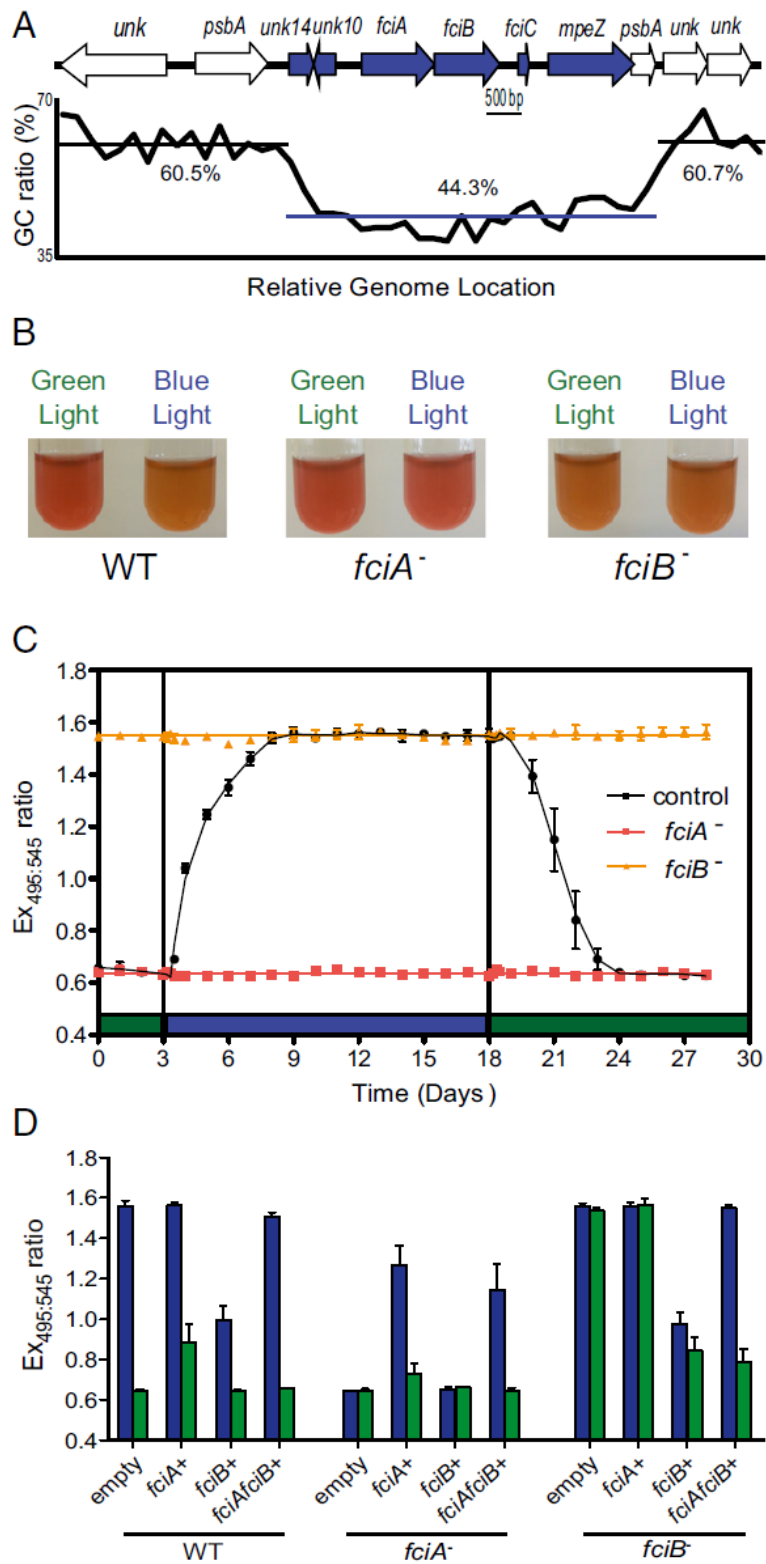 A
unk psbA unk14 unk10 fciA fciB fciC mpeZ psbA unk unk
500bp
70
GC ratio (%)
60.5% 44.3% 60.7%
35
Relative Genome Location
B
Green Light Blue Light Green Light Blue Light Green Light Blue Light
WT fciA- fciB-
C
1.8
1.6
1.4
1.2
1.0
0.8
0.6
0.4
Ex495:545 ratio
control
fciA-
fciB-
0 3 6 9 12 15 18 21 24 27 30
Time (Days)
D
1.8
1.6
1.4
1.2
1.0
0.8
0.6
0.4
Ex495:545 ratio
empty fciA+ fciB+ fciAfciB+ empty fciA+ fciB+ fciAfciB+ empty fciA+ fciB+ fciAfciB+
WT fciA- fciB-